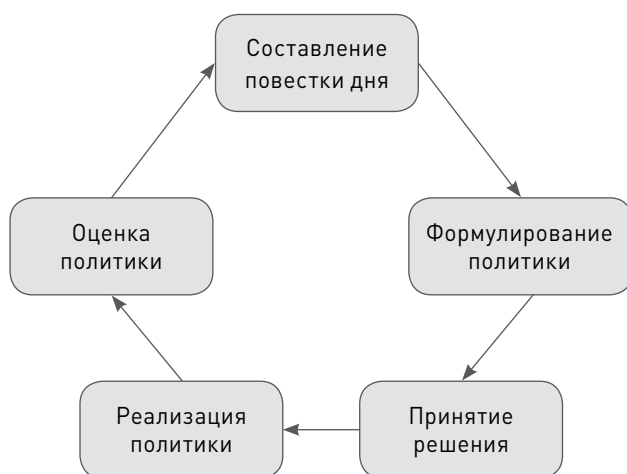 Составление
повестки дня
Формулирование
политики
Принятие
решения
Реализация
политики
Оценка
политики